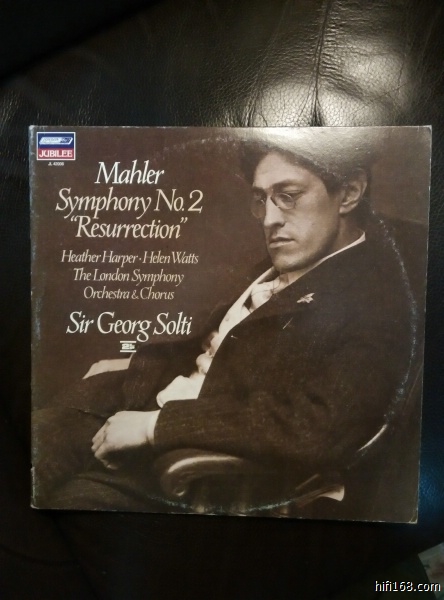 JUBILEE
Mahler
Symphony No. 2
"Resurrection"
Heather Harper · Helen Watts
The London Symphony
Orchestra & Chorus
Sir Georg Solti
hifi168.com